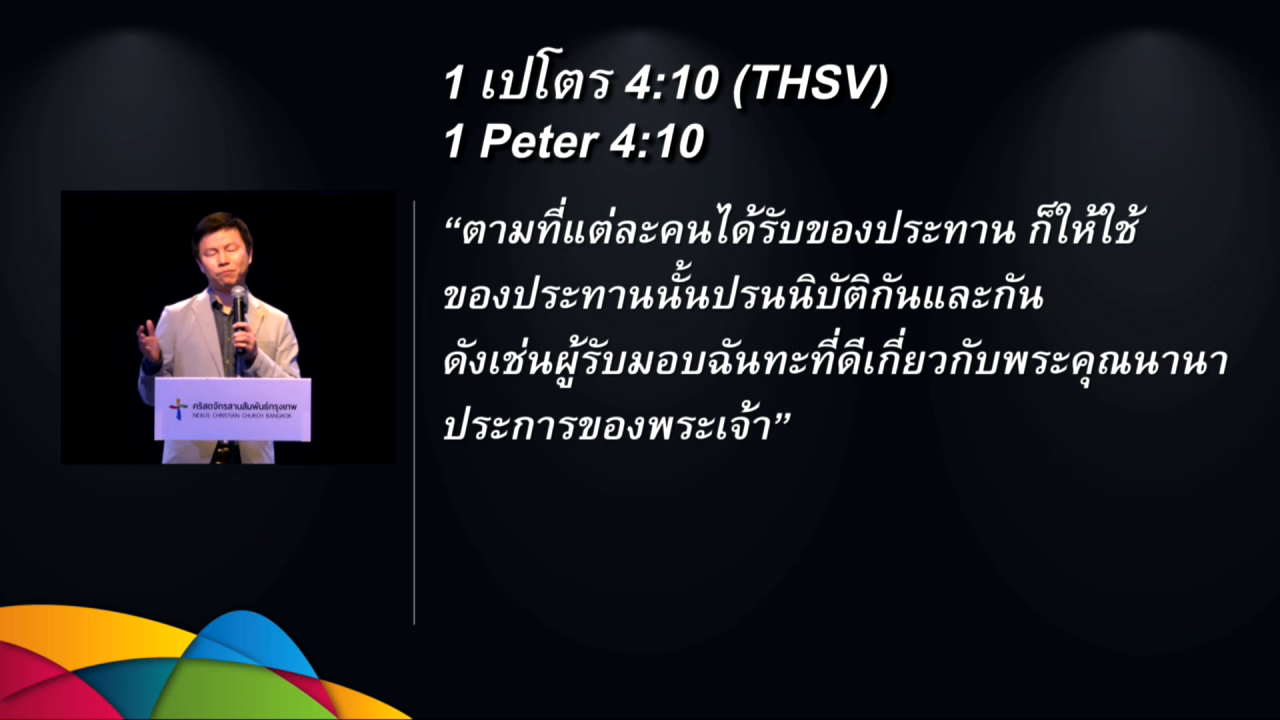 1 เปโตร 4:10 (THSV)
1 Peter 4:10
“ตามที่แต่ละคนได้รับของประทาน ก็ให้ใช้
ของประทานนั้นปรนนิบัติกันและกัน
ดังเช่นผู้รับมอบฉันทะที่ดีเกี่ยวกับพระคุณนานา
ประการของพระเจ้า”
คริสตจักรสานสัมพันธ์กรุงเทพ
NEXUS CHRISTIAN CHURCH BANGKOK